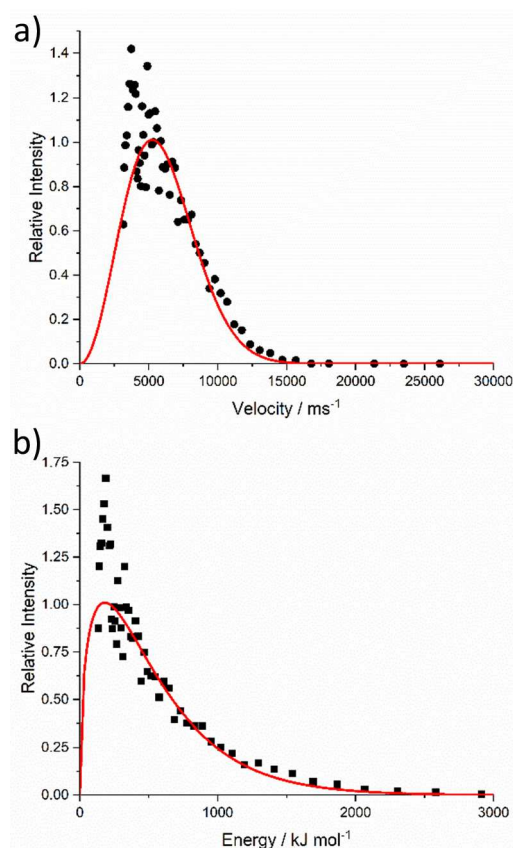 a)
1.4
1.2
1.0
0.8
0.6
0.4
0.2
0.0
Relative Intensity
0 5000 10000 15000 20000 25000 30000
Velocity / ms⁻¹
b)
1.75
1.50
1.25
1.00
0.75
0.50
0.25
0.00
Relative Intensity
0 1000 2000 3000
Energy / kJ mol⁻¹